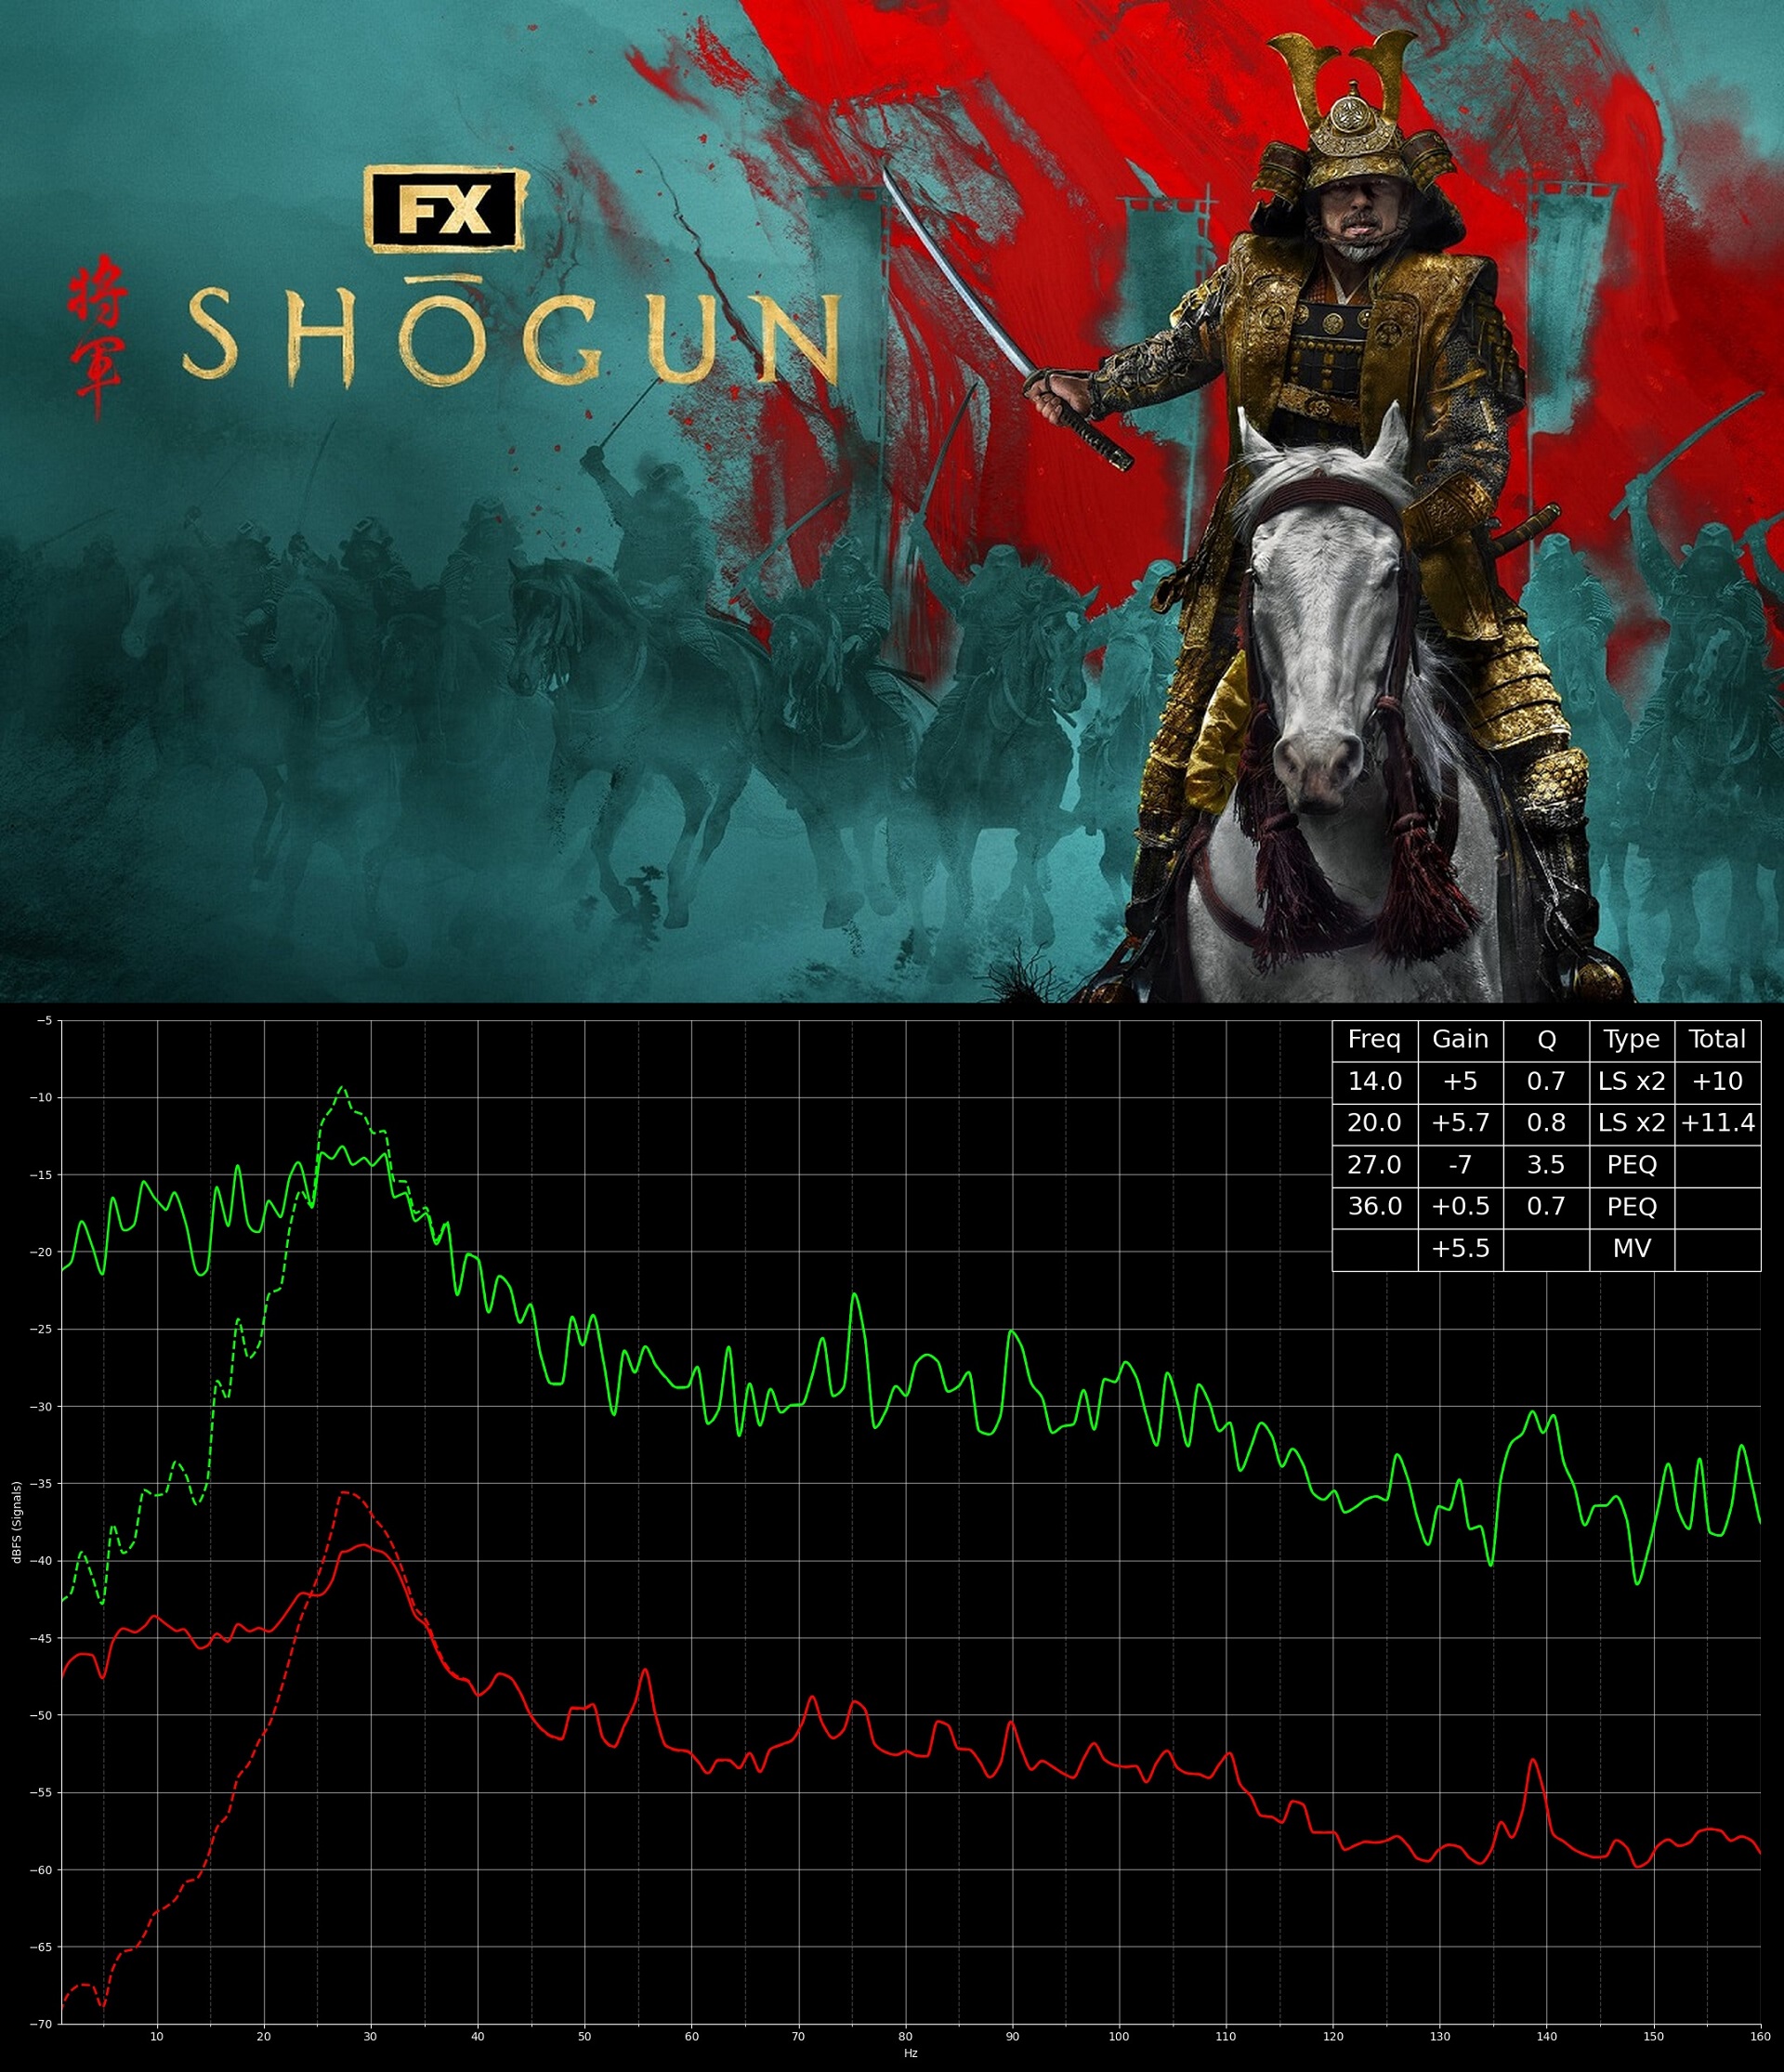 FX
将
軍
SHŌGUN
Freq Gain Q Type Total
14.0 +5 0.7 LS x2 +10
20.0 +5.7 0.8 LS x2 +11.4
27.0 -7 3.5 PEQ
36.0 +0.5 0.7 PEQ
+5.5 MV
−5
−10
−15
−20
−25
−30
−35
−40
−45
−50
−55
−60
−65
−70
dBFS (Signals)
10 20 30 40 50 60 70 80 90 100 110 120 130 140 150 160
Hz